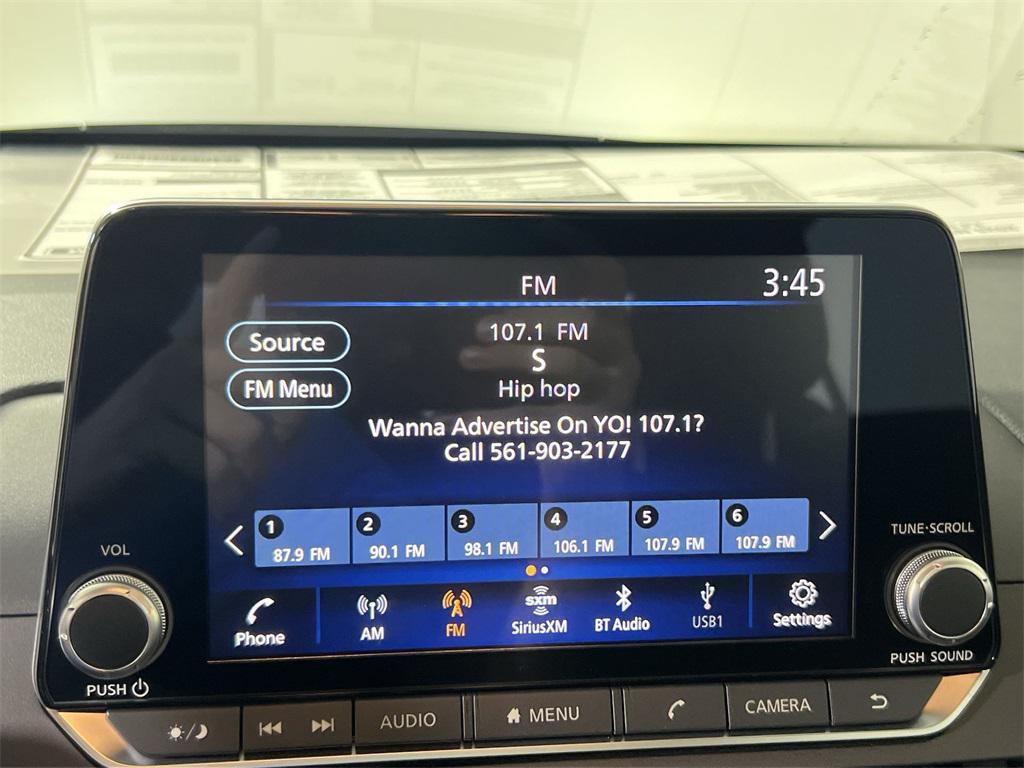 FM
3:45
Source
107.1 FM
S
FM Menu
Hip hop
Wanna Advertise On YO! 107.1?
Call 561-903-2177
1
2
3
4
5
6
87.9 FM
90.1 FM
98.1 FM
106.1 FM
107.9 FM
107.9 FM
VOL
TUNE·SCROLL
Phone
AM
FM
sxm
SiriusXM
BT Audio
USB1
Settings
PUSH
PUSH SOUND
AUDIO
MENU
CAMERA